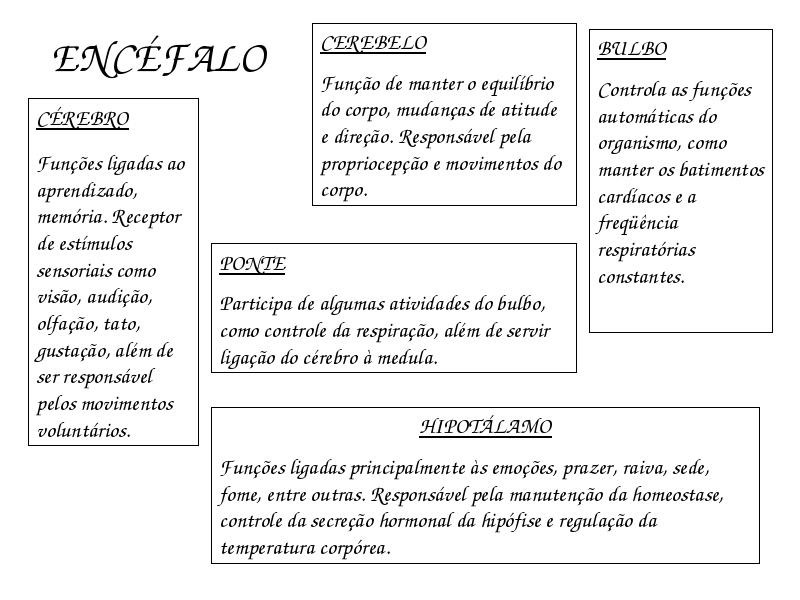 ENCÉFALO
CÉREBRO
Funções ligadas ao
aprendizado,
memória. Receptor
de estímulos
sensoriais como
visão, audição,
olfação, tato,
gustação, além de
ser responsável
pelos movimentos
voluntários.
CEREBELO
Função de manter o equilíbrio
do corpo, mudanças de atitude
e direção. Responsável pela
propriocepção e movimentos do
corpo.
BULBO
Controla as funções
automáticas do
organismo, como
manter os batimentos
cardíacos e a
freqüência
respiratórias
constantes.
PONTE
Participa de algumas atividades do bulbo,
como controle da respiração, além de servir
ligação do cérebro à medula.
HIPOTÁLAMO
Funções ligadas principalmente às emoções, prazer, raiva, sede,
fome, entre outras. Responsável pela manutenção da homeostase,
controle da secreção hormonal da hipófise e regulação da
temperatura corpórea.